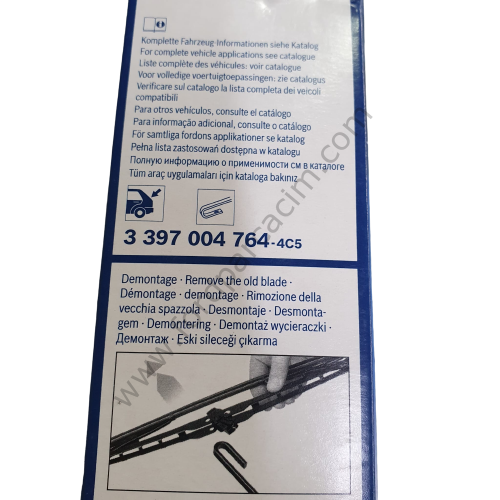 Komplette Fahrzeug-Informationen siehe Katalog
For complete vehicle applications see catalogue
Liste complète des véhicules: voir catalogue
Voor volledige voertuigtoepassingen: zie catalogus
Verificare sul catalogo la lista completa dei veicoli
compatibili
Para otros vehículos, consulte el catálogo
Para informação adicional, consulte o catálogo
För samtliga fordons applikationer se katalog
Pełna lista zastosowań dostępna w katalogu
Полную информацию о применимости см в каталоге
Tüm araç uygulamaları için kataloga bakınız
3 397 004 764-4C5
Demontage · Remove the old blade ·
Démontage · demontage · Rimozione della
vecchia spazzola · Desmontaje · Desmonta-
gem · Demontering · Demontaż wycieraczki ·
Демонтаж · Eski sileceği çıkarma